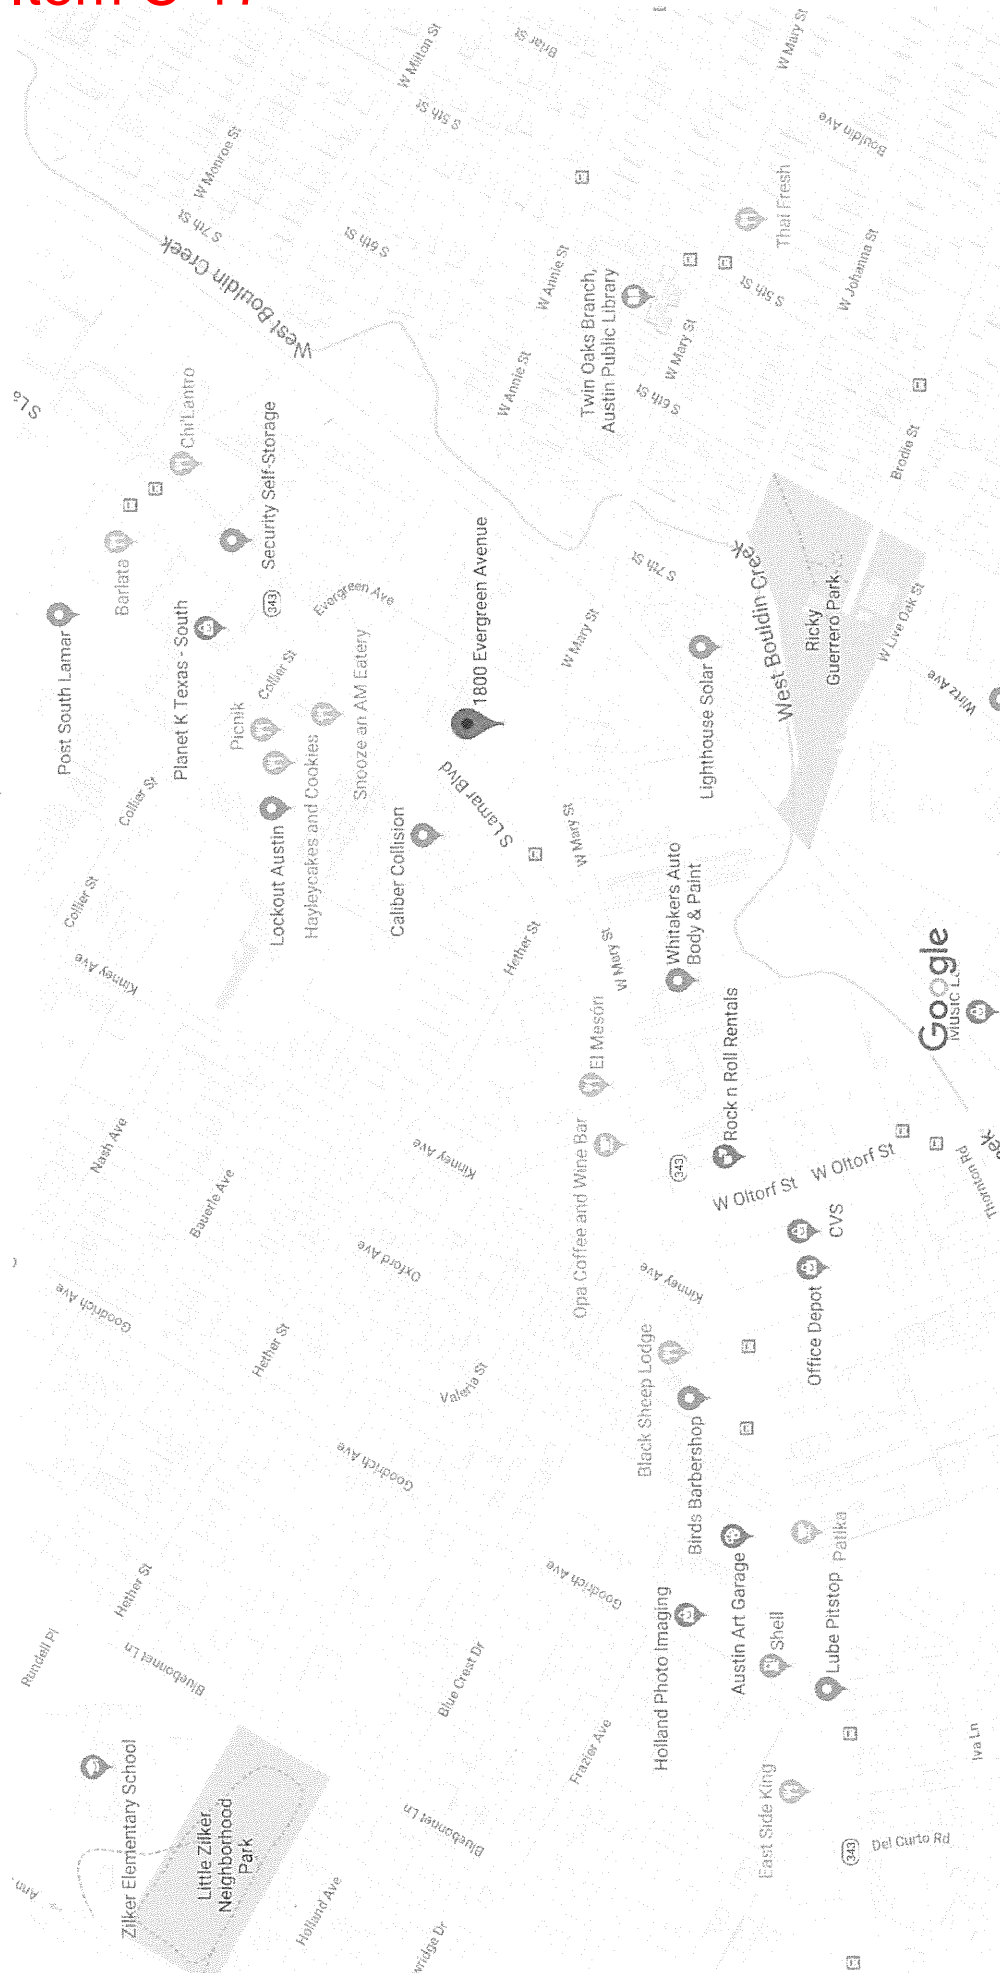 W Milton St
Briar St
W Mary St
S 5th St
Bouldin Ave
W Monroe St
S 7th St
S 6th St
West Bouldin Creek
Thai Fresh
W Annie St
Twin Oaks Branch,
Austin Public Library
S 5th St
W Johanna St
W Mary St
W Annie St
S 6th St
Chi'Lantro
Security Self-Storage
Brodie St
Barlata
343
Evergreen Ave
Post South Lamar
Planet K Texas - South
Collier St
Picnik
Snooze an AM Eatery
1800 Evergreen Avenue
S 7th St
W Mary St
West Bouldin Creek
Ricky
Guerrero Park
W Live Oak St
Wirtz Ave
Lighthouse Solar
Collier St
Hayleycakes and Cookies
Lockout Austin
Caliber Collision
S Lamar Blvd
W Mary St
Collier St
Kinney Ave
Hether St
W Mary St
Whitakers Auto
Body & Paint
Google
El Mesón
Rock n Roll Rentals
Nash Ave
Bauerle Ave
Kinney Ave
Opa Coffee and Wine Bar
343
W Oltorf St
W Oltorf St
Thornton Rd
CVS
Oxford Ave
Kinney Ave
Goodrich Ave
Hether St
Office Depot
Valeria St
Black Sheep Lodge
Birds Barbershop
Goodrich Ave
Patika
Austin Art Garage
Hether St
Goodrich Ave
Holland Photo Imaging
Shell
Lube Pitstop
Rundell Pl
Bluebonnet Ln
Blue Crest Dr
Frazier Ave
Iva Ln
Zilker Elementary School
Little Zilker
Neighborhood
Park
Bluebonnet Ln
East Side King
343
Del Curto Rd
Holland Ave